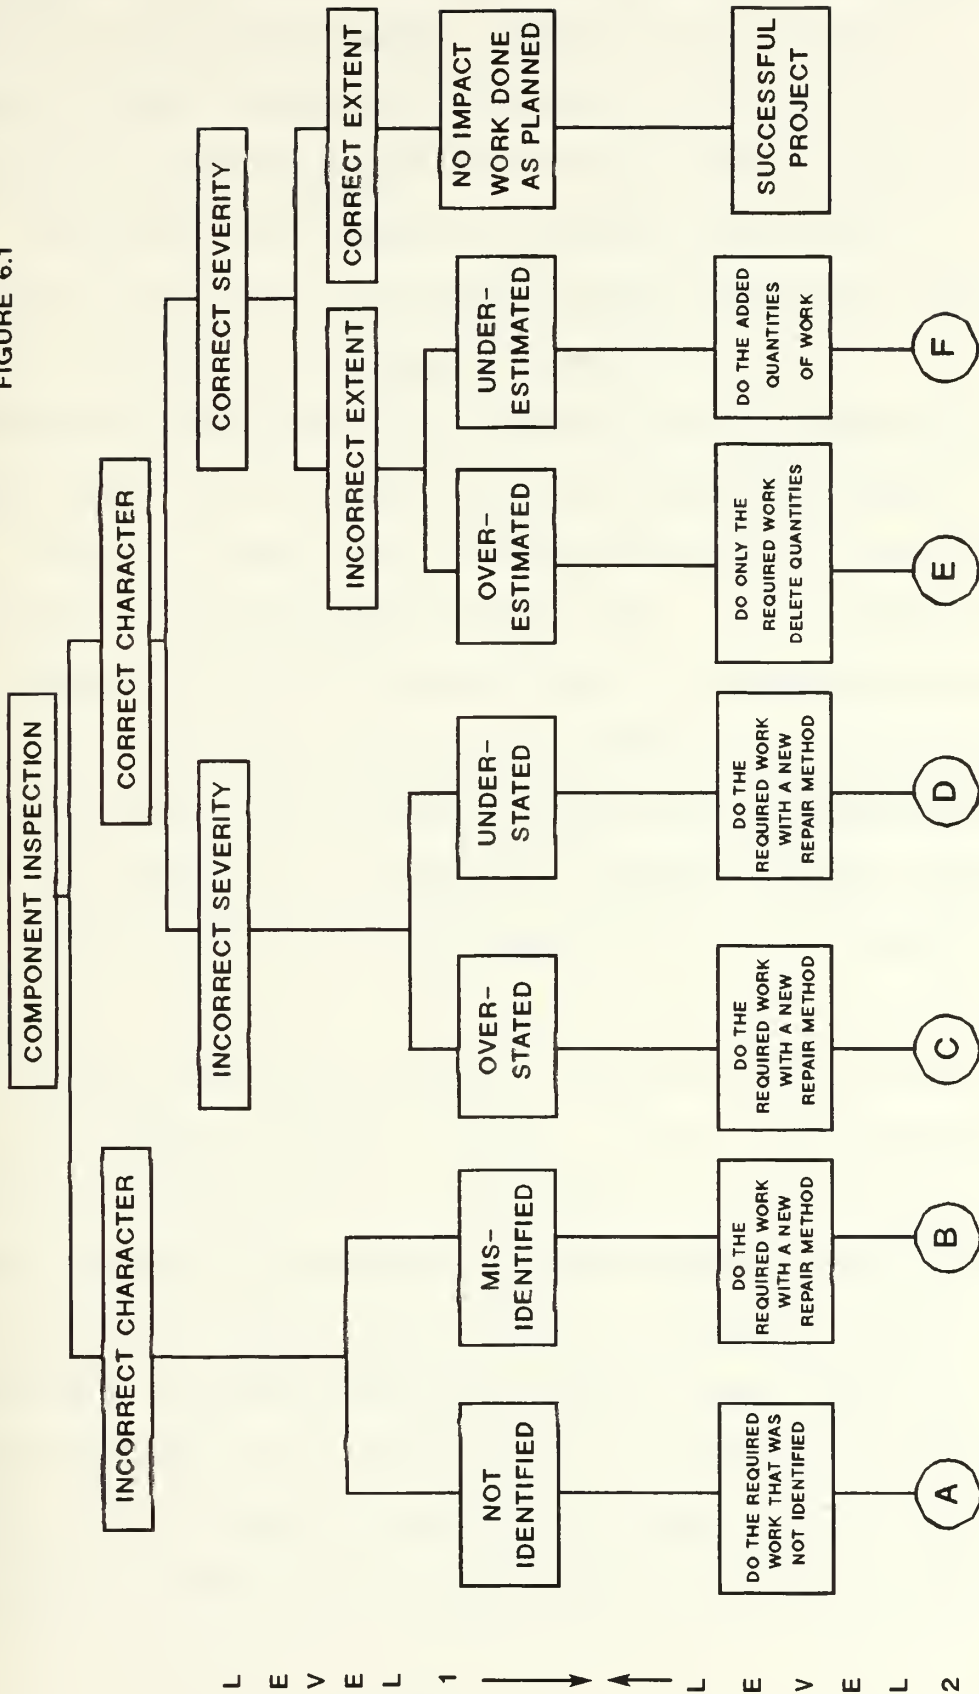 FIGURE 6.1
COMPONENT INSPECTION
INCORRECT CHARACTER
CORRECT CHARACTER
INCORRECT SEVERITY
CORRECT SEVERITY
INCORRECT EXTENT
CORRECT EXTENT
NOT
IDENTIFIED
MIS-
IDENTIFIED
OVER-
STATED
UNDER-
STATED
OVER-
ESTIMATED
UNDER-
ESTIMATED
NO IMPACT
WORK DONE
AS PLANNED
DO THE REQUIRED
WORK THAT WAS
NOT IDENTIFIED
DO THE
REQUIRED WORK
WITH A NEW
REPAIR METHOD
DO THE
REQUIRED WORK
WITH A NEW
REPAIR METHOD
DO THE
REQUIRED WORK
WITH A NEW
REPAIR METHOD
DO ONLY THE
REQUIRED WORK
DELETE QUANTITIES
DO THE ADDED
QUANTITIES
OF WORK
SUCCESSFUL
PROJECT
A
B
C
D
E
F
LEVEL 1
LEVEL 2